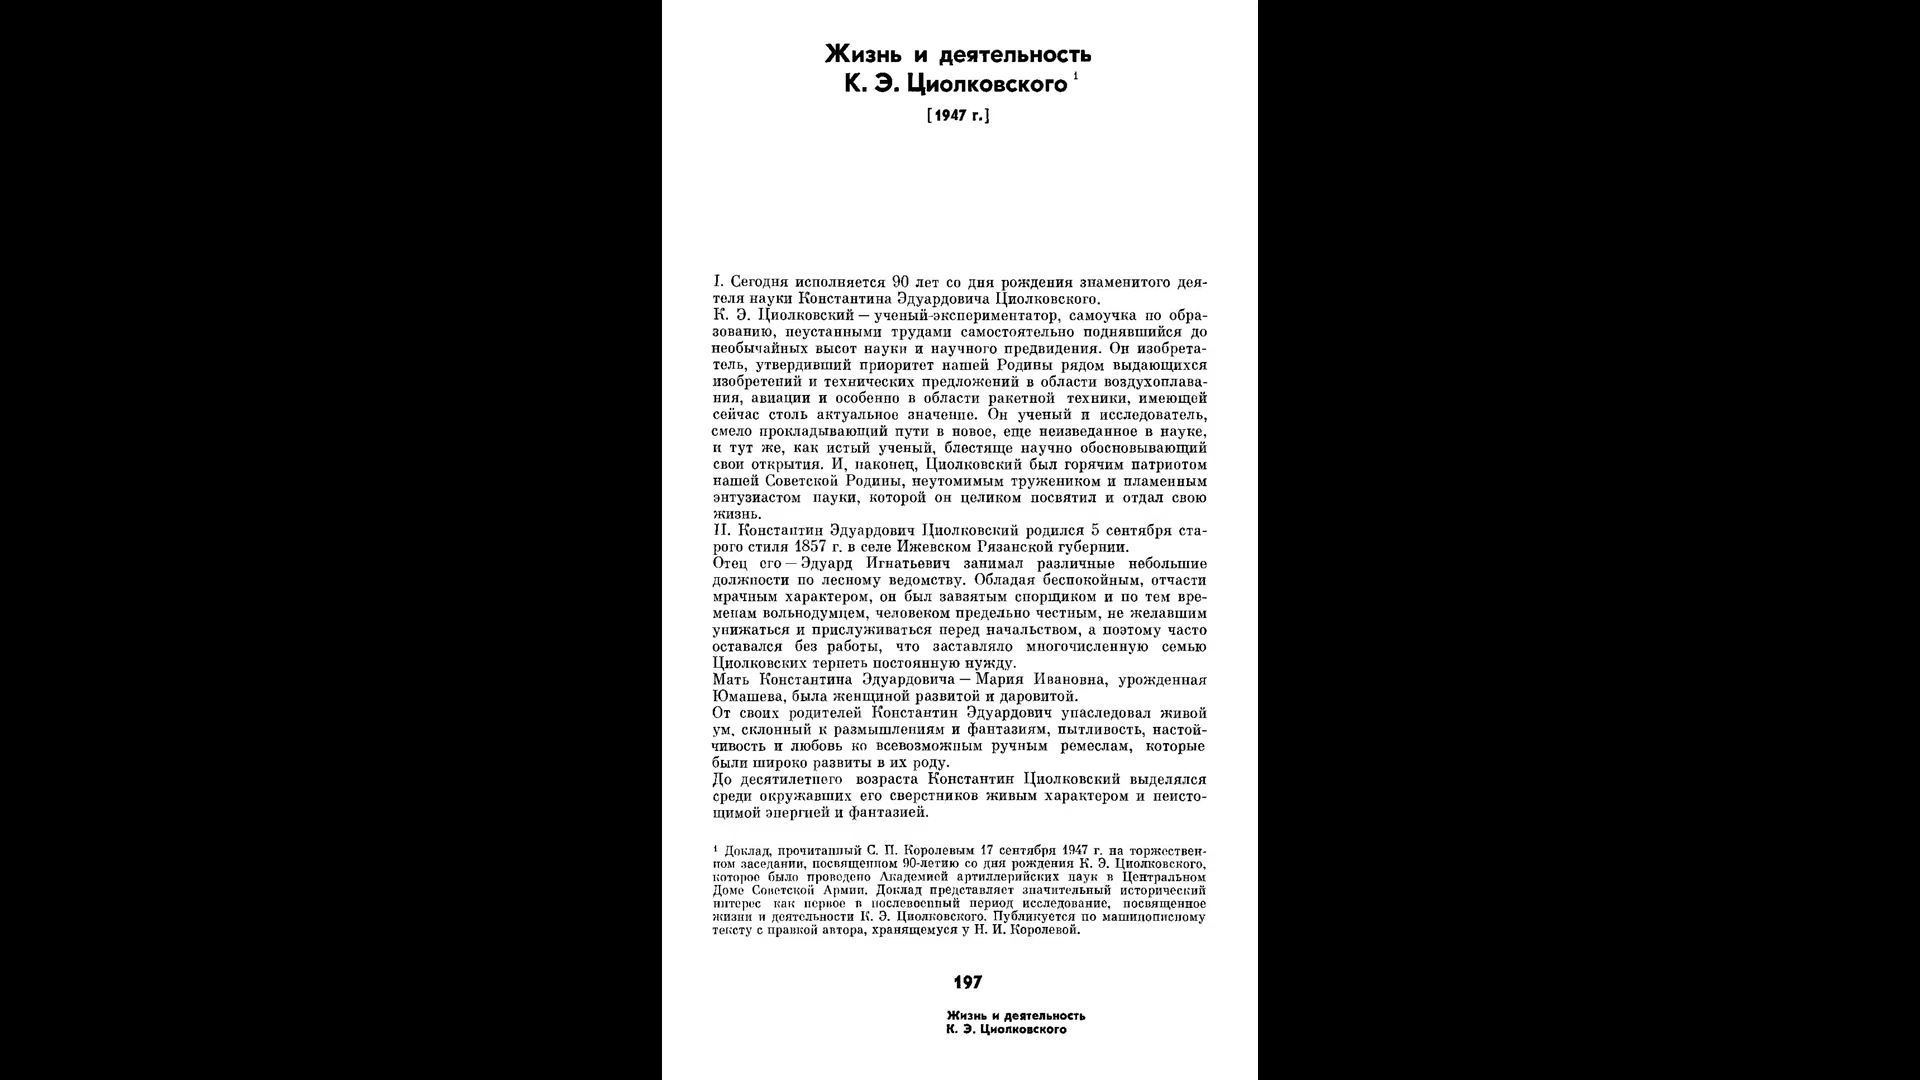 Жизнь и деятельность
К. Э. Циолковского ¹
[1947 г.]
I. Сегодня исполняется 90 лет со дня рождения знаменитого дея-
теля науки Константина Эдуардовича Циолковского.
К. Э. Циолковский — ученый-экспериментатор, самоучка по обра-
зованию, неустанными трудами самостоятельно поднявшийся до
необычайных высот науки и научного предвидения. Он изобрета-
тель, утвердивший приоритет нашей Родины рядом выдающихся
изобретений и технических предложений в области воздухоплава-
ния, авиации и особенно в области ракетной техники, имеющей
сейчас столь актуальное значение. Он ученый и исследователь,
смело прокладывающий пути в новое, еще неизведанное в науке,
и тут же, как истый ученый, блестяще научно обосновывающий
свои открытия. И, наконец, Циолковский был горячим патриотом
нашей Советской Родины, неутомимым тружеником и пламенным
энтузиастом науки, которой он целиком посвятил и отдал свою
жизнь.
II. Константин Эдуардович Циолковский родился 5 сентября ста-
рого стиля 1857 г. в селе Ижевском Рязанской губернии.
Отец его — Эдуард Игнатьевич занимал различные небольшие
должности по лесному ведомству. Обладая беспокойным, отчасти
мрачным характером, он был завзятым спорщиком и по тем вре-
менам вольнодумцем, человеком предельно честным, не желавшим
унижаться и прислуживаться перед начальством, а поэтому часто
оставался без работы, что заставляло многочисленную семью
Циолковских терпеть постоянную нужду.
Мать Константина Эдуардовича — Мария Ивановна, урожденная
Юмашева, была женщиной развитой и даровитой.
От своих родителей Константин Эдуардович унаследовал живой
ум, склонный к размышлениям и фантазиям, пытливость, настой-
чивость и любовь ко всевозможным ручным ремеслам, которые
были широко развиты в их роду.
До десятилетнего возраста Константин Циолковский выделялся
среди окружавших его сверстников живым характером и неисто-
щимой энергией и фантазией.
¹ Доклад, прочитанный С. П. Королевым 17 сентября 1947 г. на торжествен-
ном заседании, посвященном 90-летию со дня рождения К. Э. Циолковского,
которое было проведено Академией артиллерийских наук в Центральном
Доме Советской Армии. Доклад представляет значительный исторический
интерес как первое в послевоенный период исследование, посвященное
жизни и деятельности К. Э. Циолковского. Публикуется по машинописному
тексту с правкой автора, хранящемуся у Н. И. Королевой.
197
Жизнь и деятельность
К. Э. Циолковского